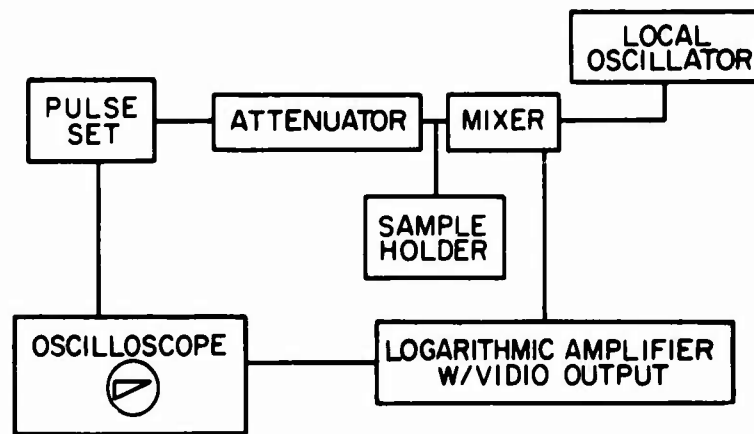 LOCAL
OSCILLATOR
PULSE
SET
ATTENUATOR
MIXER
SAMPLE
HOLDER
OSCILLOSCOPE
LOGARITHMIC AMPLIFIER
W/VIDIO OUTPUT